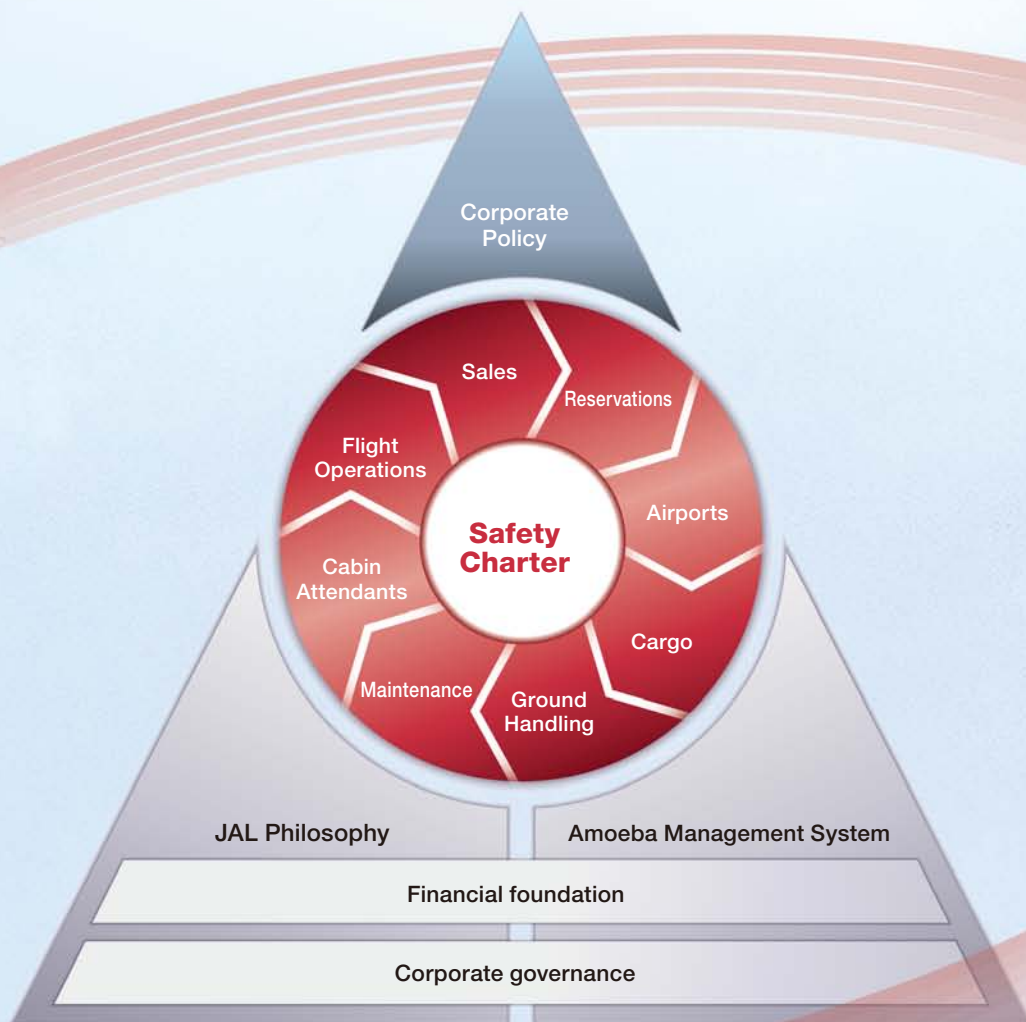 Corporate
Policy
Sales
Reservations
Flight
Operations
Airports
Safety
Charter
Cabin
Attendants
Cargo
Maintenance
Ground
Handling
JAL Philosophy
Amoeba Management System
Financial foundation
Corporate governance